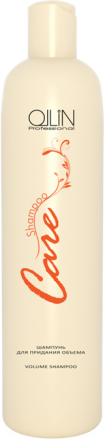 OLLIN
Professional
Shampoo
Care
ШАМПУНЬ
ДЛЯ ПРИДАНИЯ ОБЪЕМА
VOLUME SHAMPOO